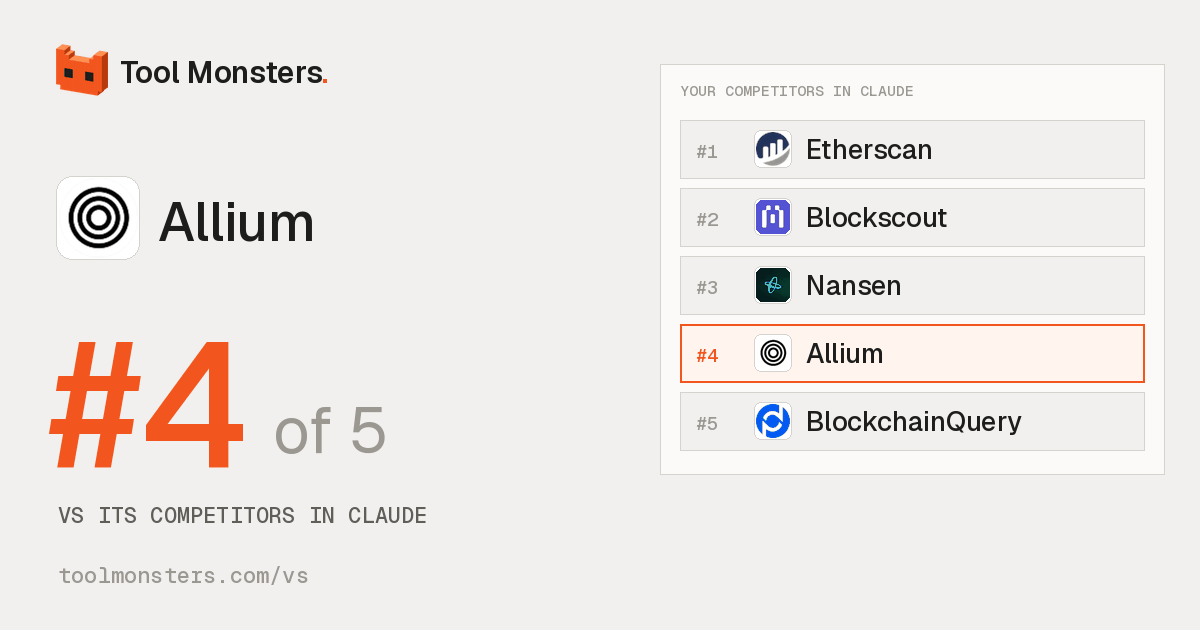 Tool Monsters.
Allium
#4 of 5
VS ITS COMPETITORS IN CLAUDE
toolmonsters.com/vs
YOUR COMPETITORS IN CLAUDE
#1 Etherscan
#2 Blockscout
#3 Nansen
#4 Allium
#5 BlockchainQuery